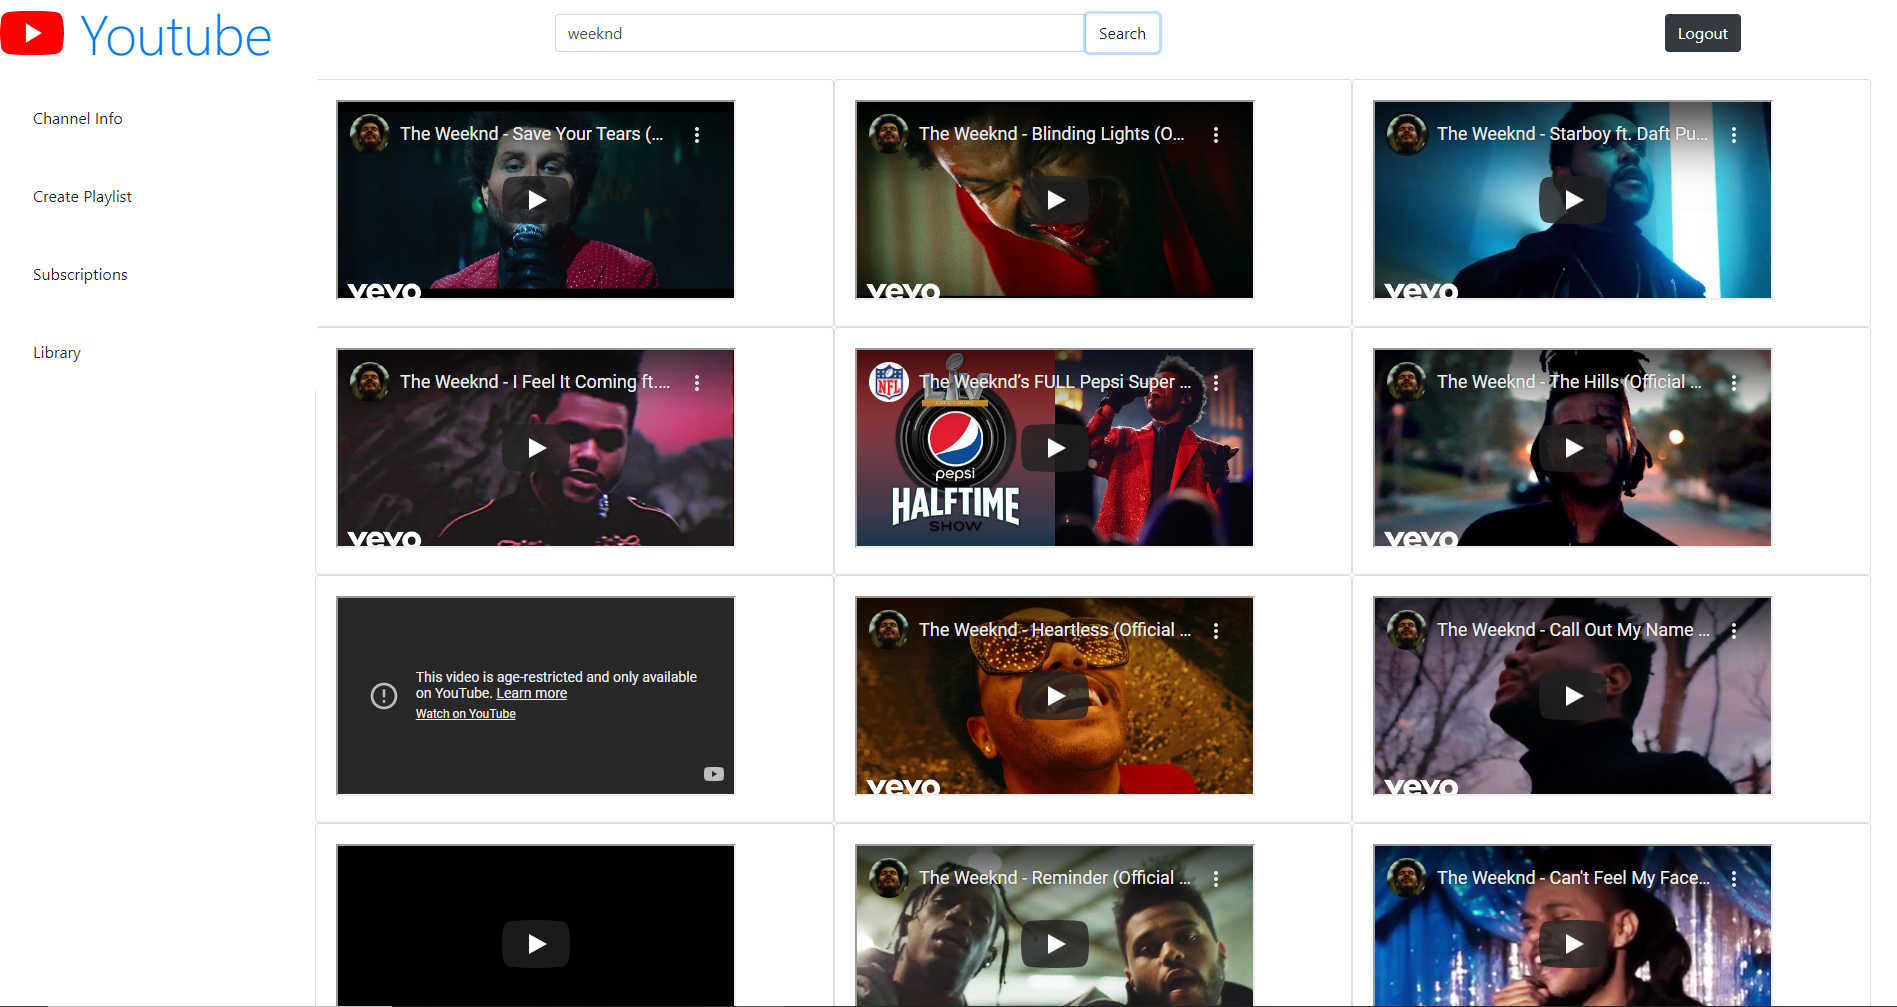 Youtube
weeknd
Search
Logout
Channel Info
Create Playlist
Subscriptions
Library
The Weeknd - Save Your Tears (...
vevo
The Weeknd - Blinding Lights (O...
vevo
The Weeknd - Starboy ft. Daft Pu...
vevo
The Weeknd - I Feel It Coming ft....
vevo
NFL
The Weeknd's FULL Pepsi Super ...
LIV
pepsi
HALFTIME
SHOW
The Weeknd - The Hills (Official ...
vevo
This video is age-restricted and only available
on YouTube. Learn more
Watch on YouTube
The Weeknd - Heartless (Official ...
vevo
The Weeknd - Call Out My Name ...
vevo
The Weeknd - Reminder (Official ...
The Weeknd - Can't Feel My Face...